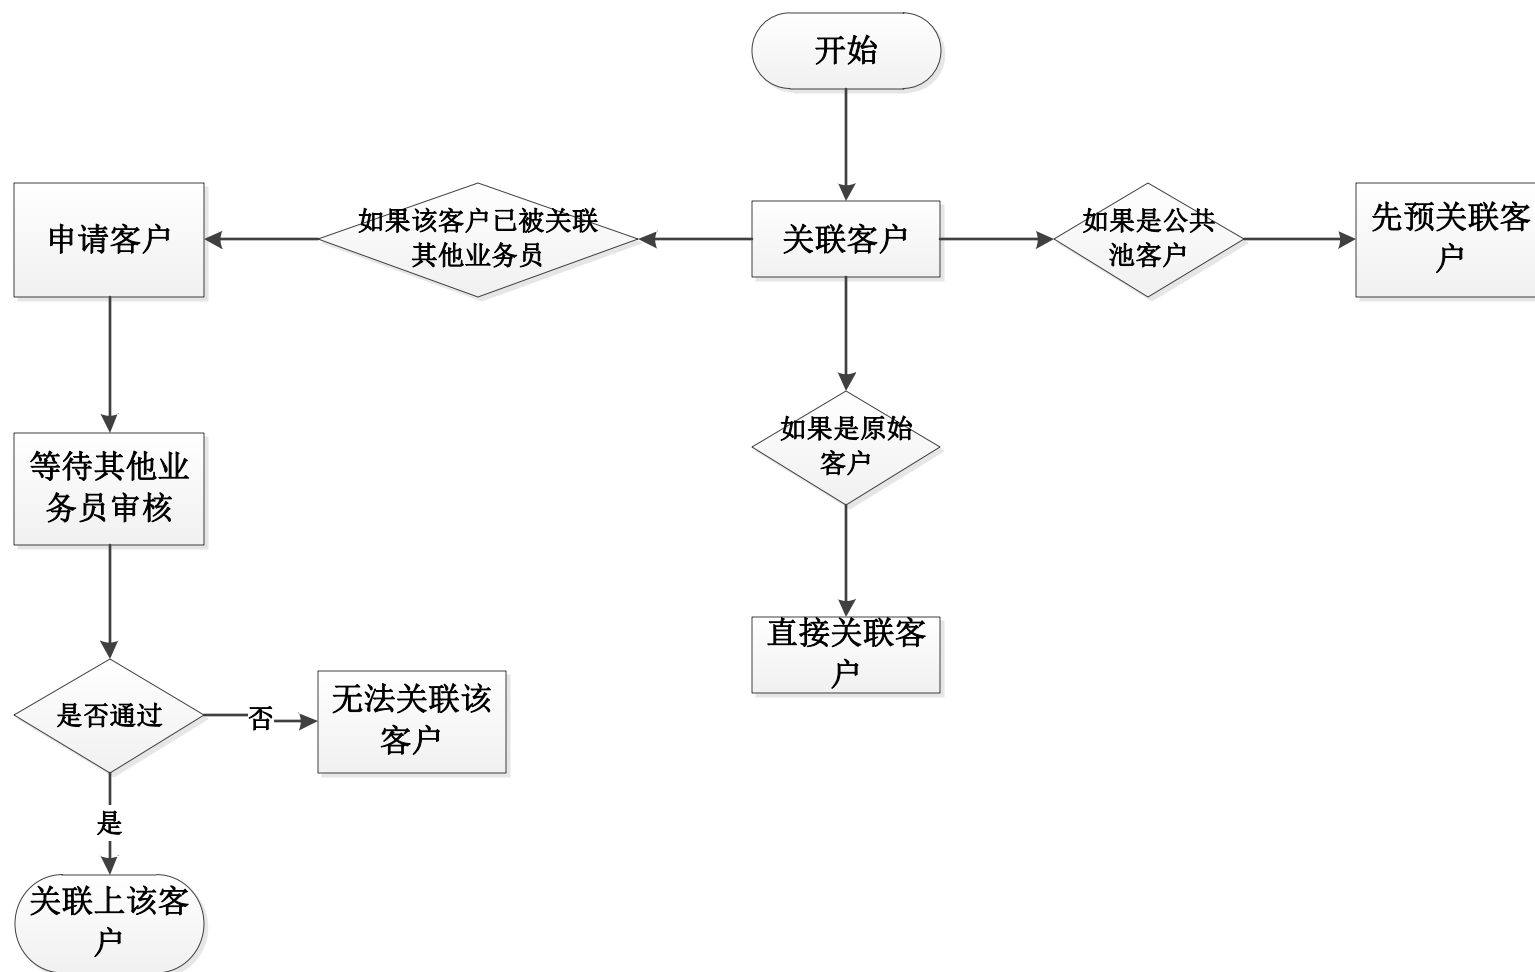 开始
申请客户
如果该客户已被关联
其他业务员
关联客户
如果是公共
池客户
先预关联客
户
等待其他业
务员审核
如果是原始
客户
直接关联客
户
是否通过
否
无法关联该
客户
是
关联上该客
户